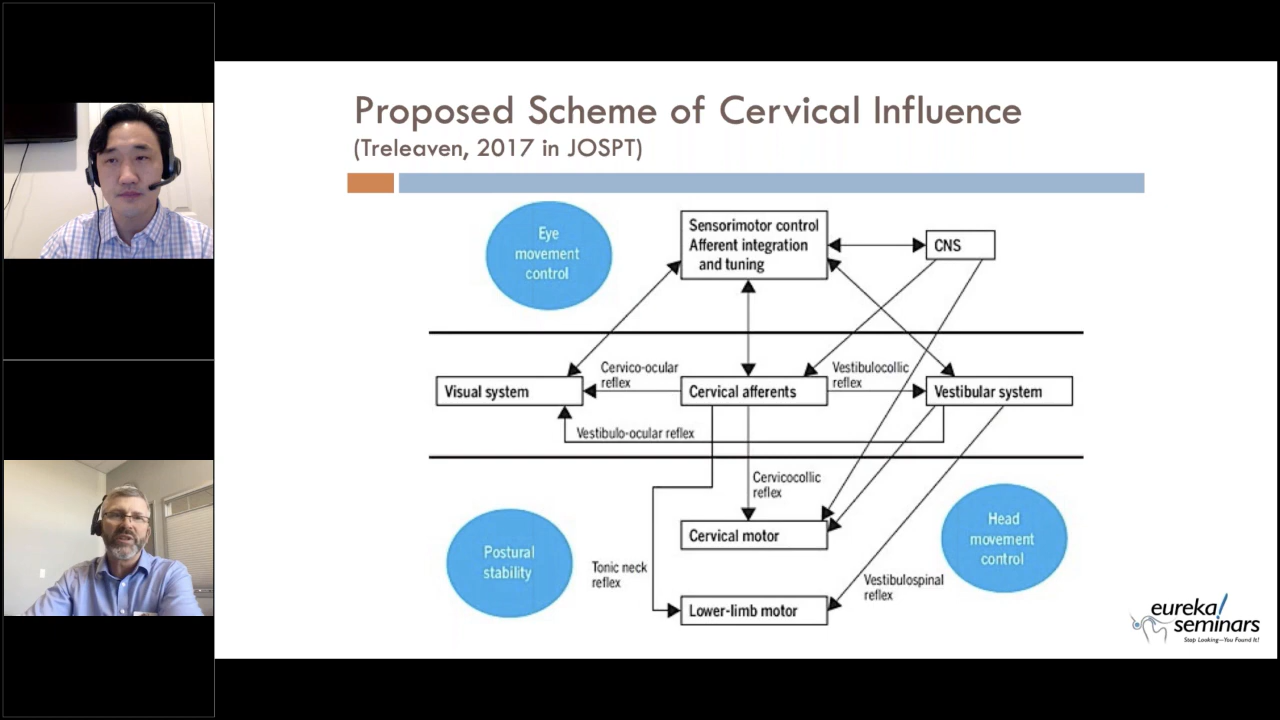 Proposed Scheme of Cervical Influence
(Treleaven, 2017 in JOSPT)
Eye
movement
control
Sensorimotor control
Afferent integration
and tuning
CNS
Cervico-ocular
reflex
Vestibulocollic
reflex
Visual system
Cervical afferents
Vestibular system
Vestibulo-ocular reflex
Cervicocollic
reflex
Postural
stability
Cervical motor
Head
movement
control
Tonic neck
reflex
Vestibulospinal
reflex
Lower-limb motor
eureka!
seminars
Stop Looking—You Found It!